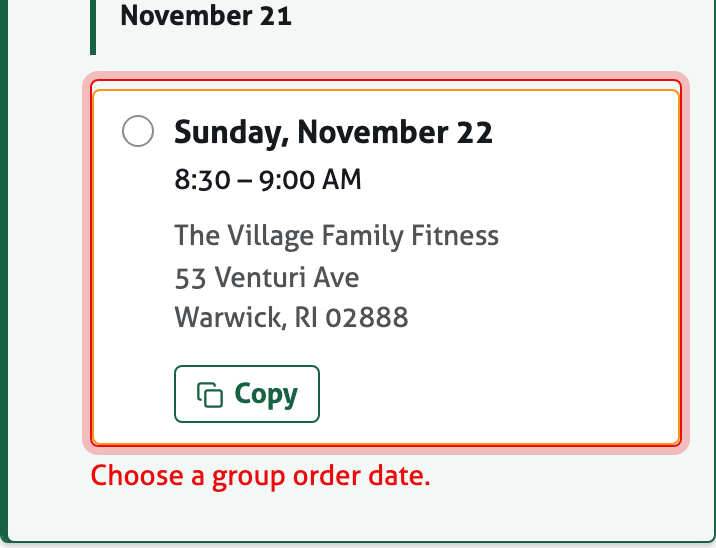 November 21
Sunday, November 22
8:30 – 9:00 AM
The Village Family Fitness
53 Venturi Ave
Warwick, RI 02888
Copy
Choose a group order date.